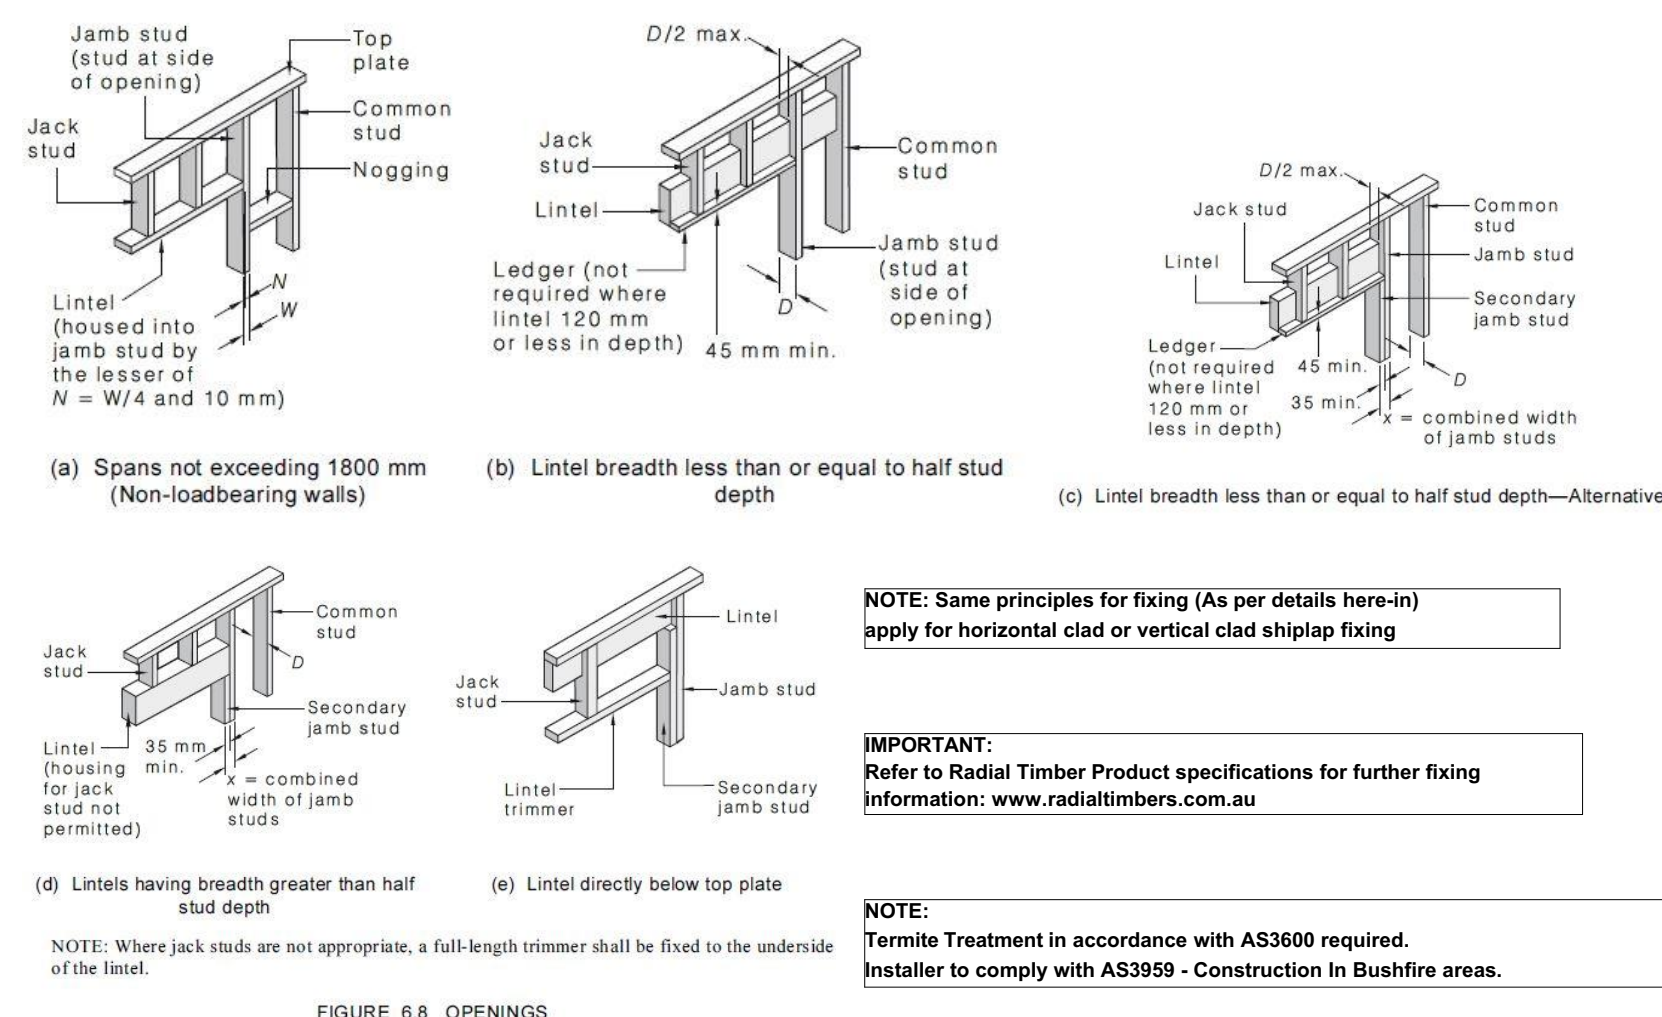 Jamb stud
(stud at side
of opening)
Top
plate
Common
stud
Jack
stud
Nogging
N
W
Lintel
(housed into
jamb stud by
the lesser of
N = W/4 and 10 mm)
(a) Spans not exceeding 1800 mm
(Non-loadbearing walls)
D/2 max.
Jack
stud
Common
stud
Lintel
Jamb stud
(stud at
side of
opening)
Ledger (not
required where
lintel 120 mm
or less in depth)
D
45 mm min.
(b) Lintel breadth less than or equal to half stud
depth
D/2 max.
Jack stud
Common
stud
Lintel
Jamb stud
Secondary
jamb stud
Ledger
(not required
where lintel
120 mm or
less in depth)
45 min.
35 min.
D
x = combined width
of jamb studs
(c) Lintel breadth less than or equal to half stud depth—Alternative
Common
stud
Jack
stud
D
Secondary
jamb stud
Lintel
(housing
for jack
stud not
permitted)
35 mm
min.
x = combined
width of jamb
studs
(d) Lintels having breadth greater than half
stud depth
Lintel
Jack
stud
Jamb stud
Lintel
trimmer
Secondary
jamb stud
(e) Lintel directly below top plate
NOTE: Where jack studs are not appropriate, a full-length trimmer shall be fixed to the underside
of the lintel.
FIGURE 6.8 OPENINGS
NOTE: Same principles for fixing (As per details here-in)
apply for horizontal clad or vertical clad shiplap fixing
IMPORTANT:
Refer to Radial Timber Product specifications for further fixing
information: www.radialtimbers.com.au
NOTE:
Termite Treatment in accordance with AS3600 required.
Installer to comply with AS3959 - Construction In Bushfire areas.